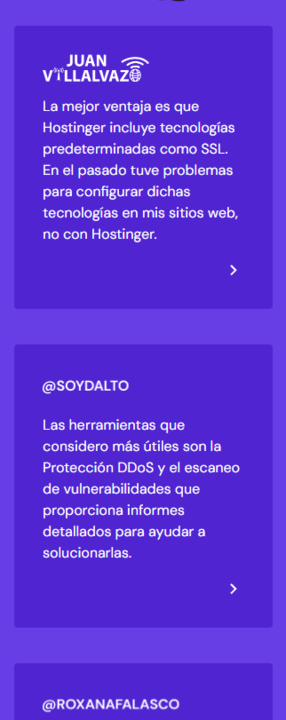 JUAN
VILLALVAZO
La mejor ventaja es que
Hostinger incluye tecnologías
predeterminadas como SSL.
En el pasado tuve problemas
para configurar dichas
tecnologías en mis sitios web,
no con Hostinger.
@SOYDALTO
Las herramientas que
considero más útiles son la
Protección DDoS y el escaneo
de vulnerabilidades que
proporciona informes
detallados para ayudar a
solucionarlas.
@ROXANAFALASCO